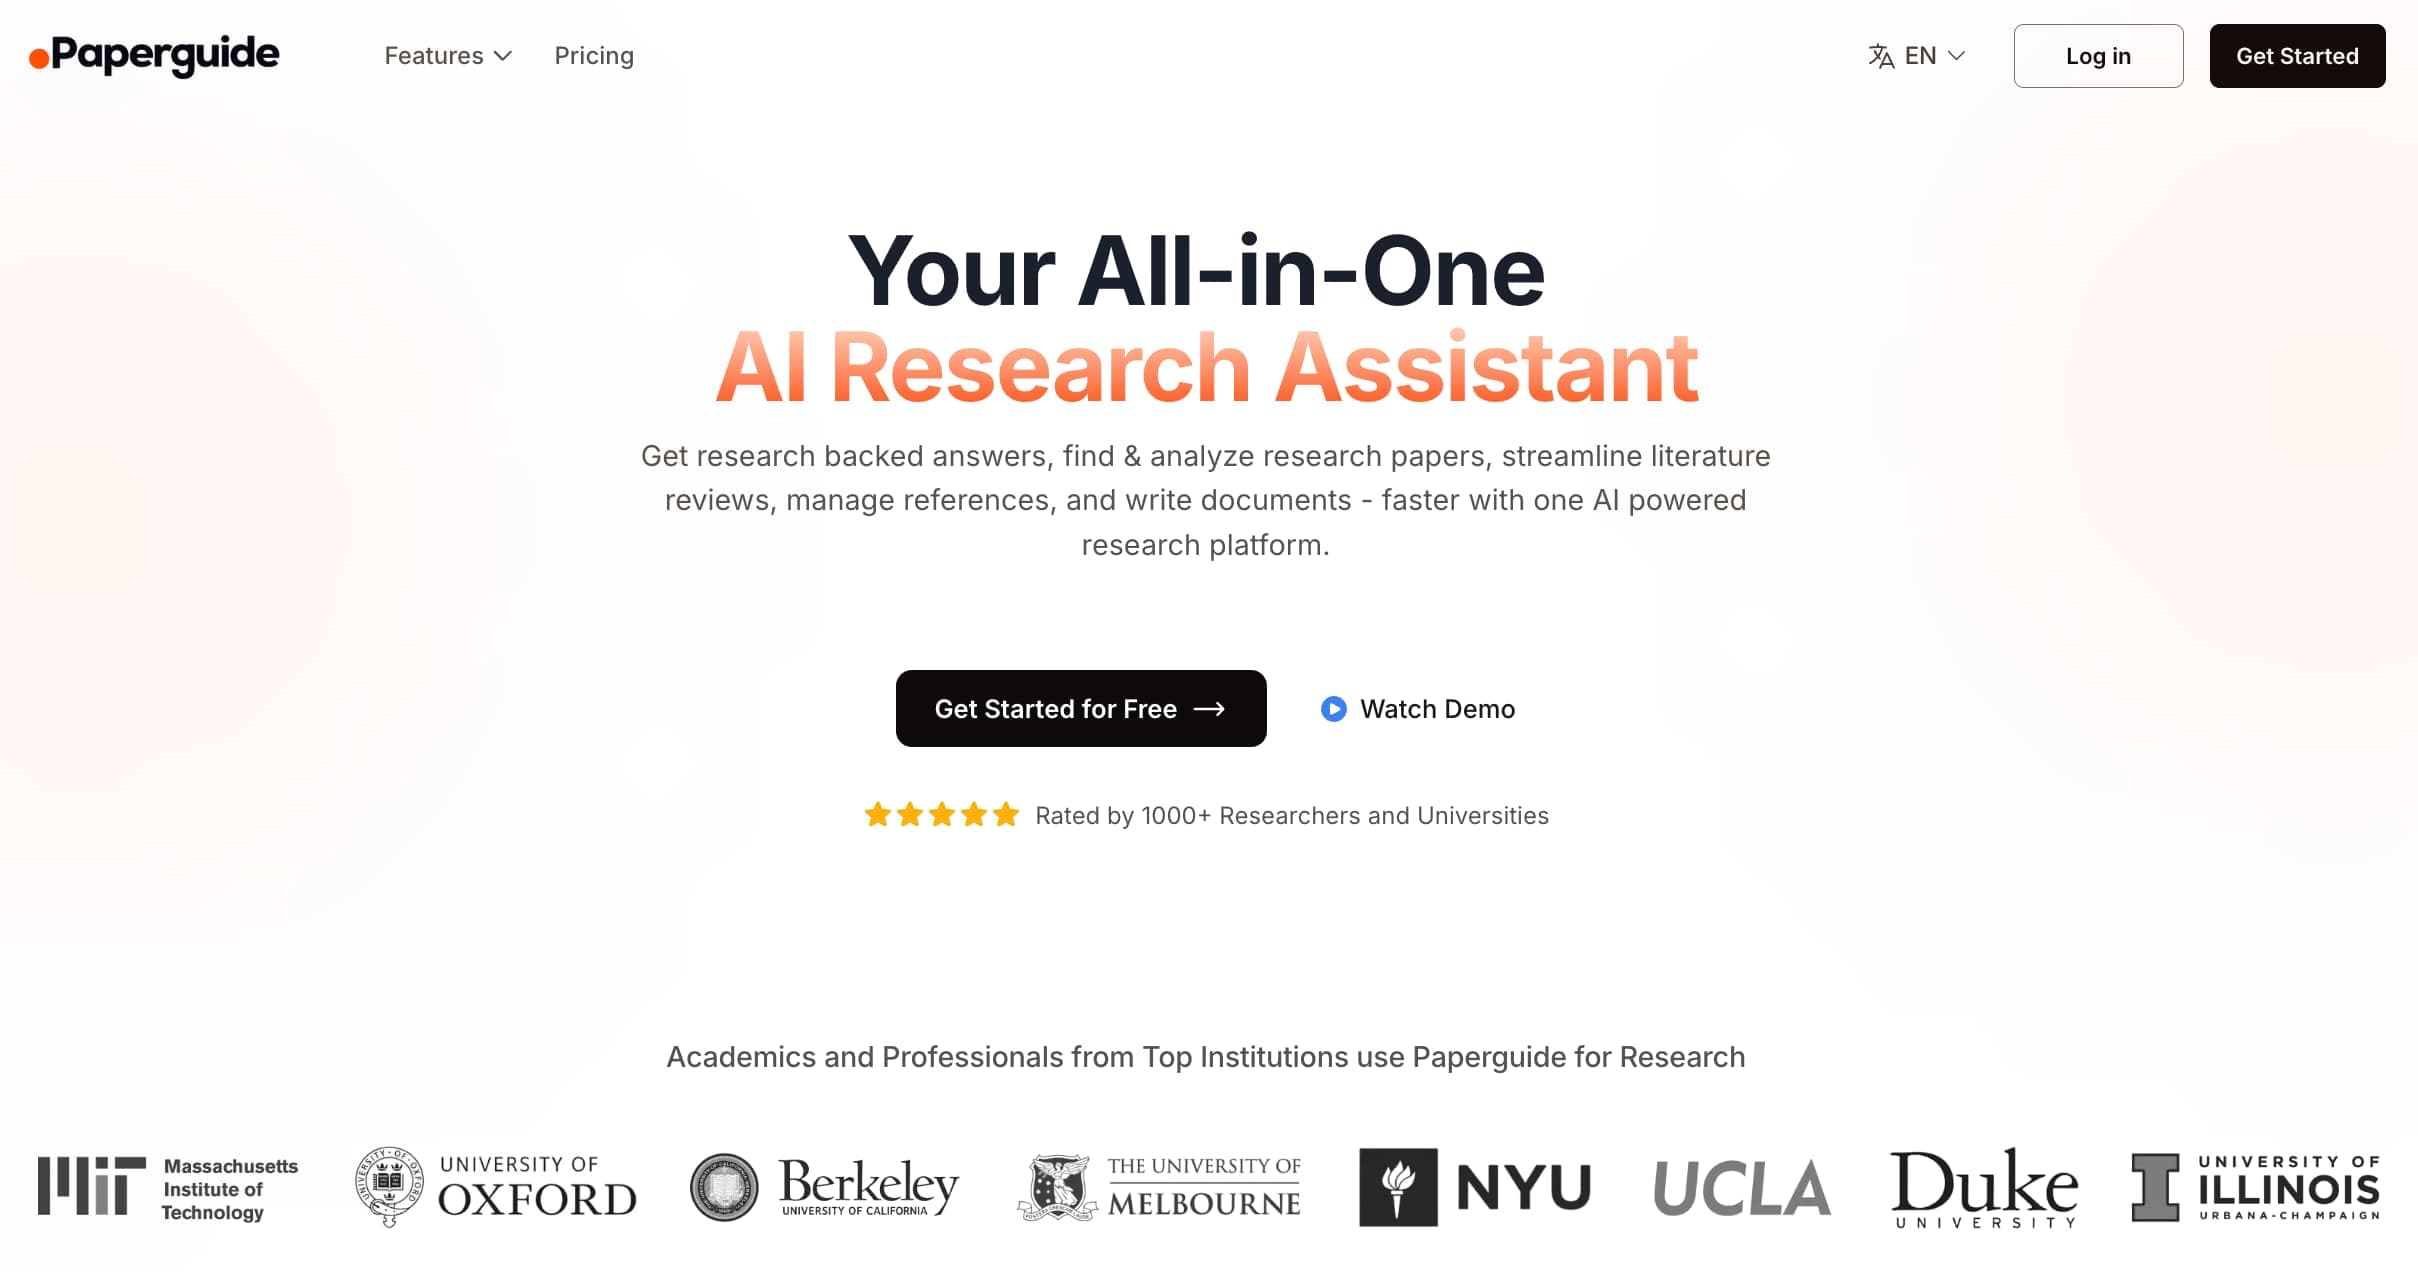 Paperguide
Features
Pricing
EN
Log in
Get Started
Your All-in-One
AI Research Assistant
Get research backed answers, find & analyze research papers, streamline literature
reviews, manage references, and write documents - faster with one AI powered
research platform.
Get Started for Free
Watch Demo
Rated by 1000+ Researchers and Universities
Academics and Professionals from Top Institutions use Paperguide for Research
MIT
Massachusetts
Institute of
Technology
UNIVERSITY OF
OXFORD
Berkeley
UNIVERSITY OF CALIFORNIA
THE UNIVERSITY OF
MELBOURNE
NYU
UCLA
Duke
UNIVERSITY
I
UNIVERSITY OF
ILLINOIS
URBANA-CHAMPAIGN